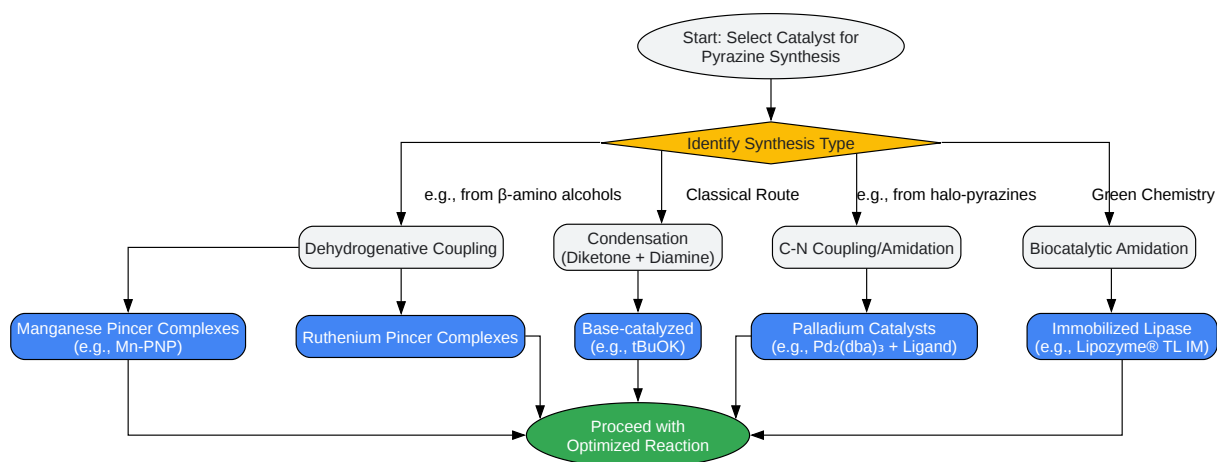 Start: Select Catalyst for
Pyrazine Synthesis
Identify Synthesis Type
e.g., from β-amino alcohols
Classical Route
e.g., from halo-pyrazines
Green Chemistry
Dehydrogenative Coupling
Condensation
(Diketone + Diamine)
C-N Coupling/Amidation
Biocatalytic Amidation
Manganese Pincer Complexes
(e.g., Mn-PNP)
Ruthenium Pincer Complexes
Base-catalyzed
(e.g., tBuOK)
Palladium Catalysts
(e.g., Pd₂(dba)₃ + Ligand)
Immobilized Lipase
(e.g., Lipozyme® TL IM)
Proceed with
Optimized Reaction